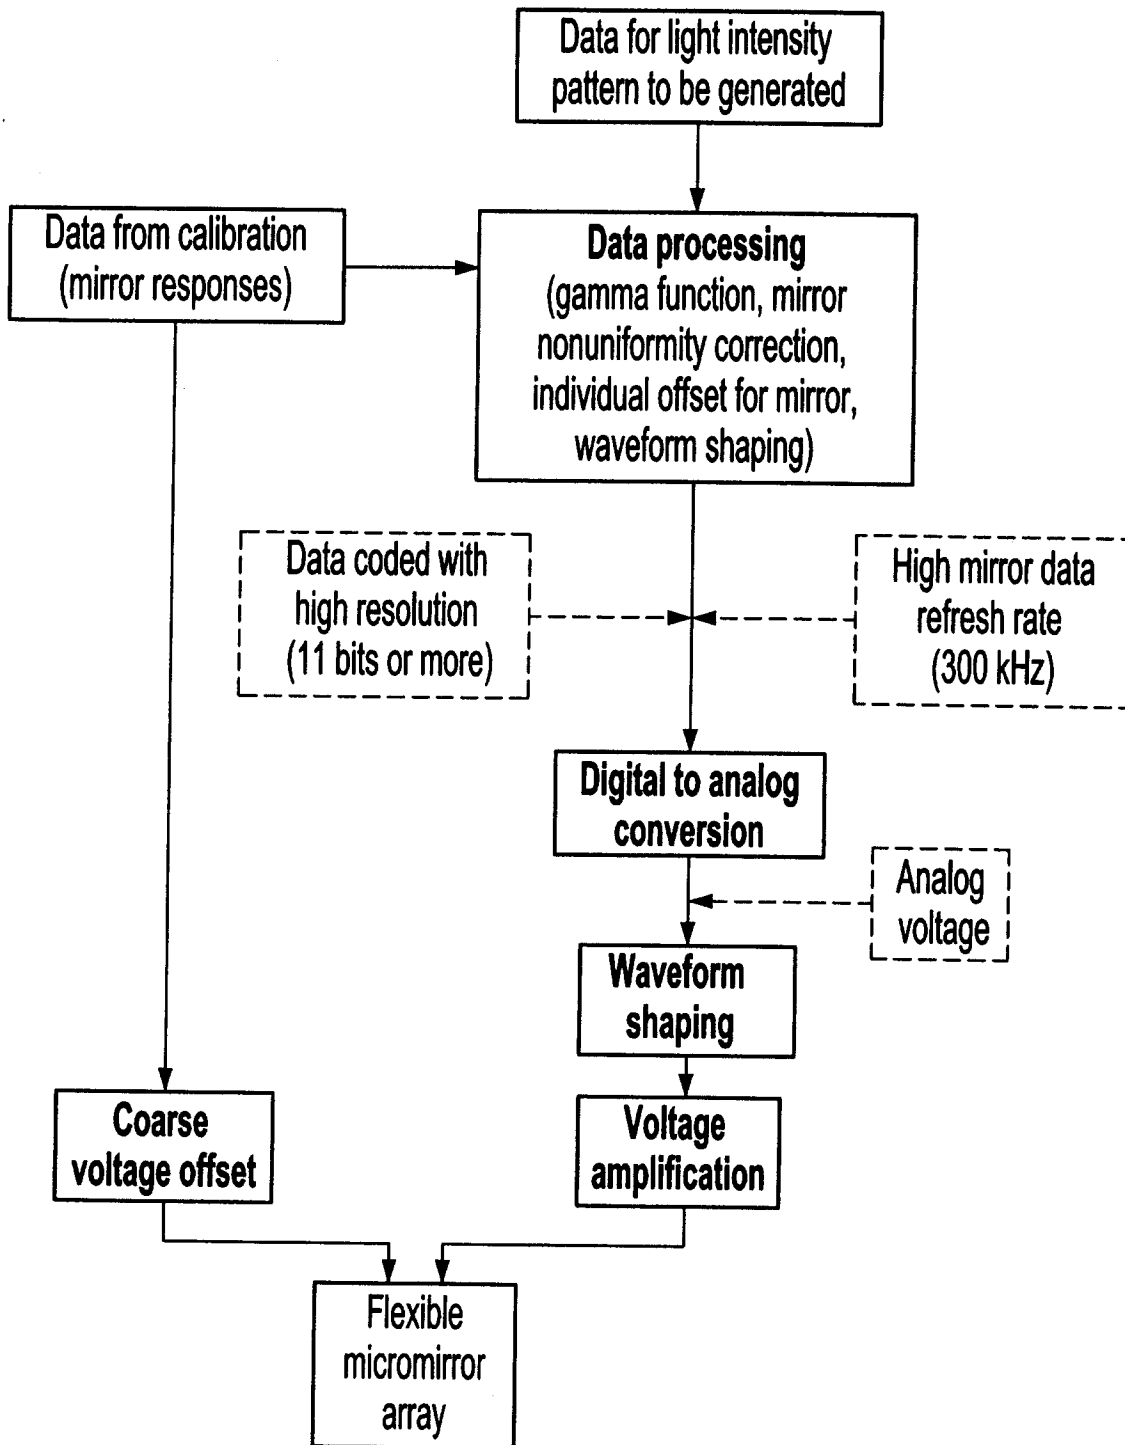 Data for light intensity
pattern to be generated
Data from calibration
(mirror responses)
Data processing
(gamma function, mirror
nonuniformity correction,
individual offset for mirror,
waveform shaping)
Data coded with
high resolution
(11 bits or more)
High mirror data
refresh rate
(300 kHz)
Digital to analog
conversion
Analog
voltage
Waveform
shaping
Coarse
voltage offset
Voltage
amplification
Flexible
micromirror
array